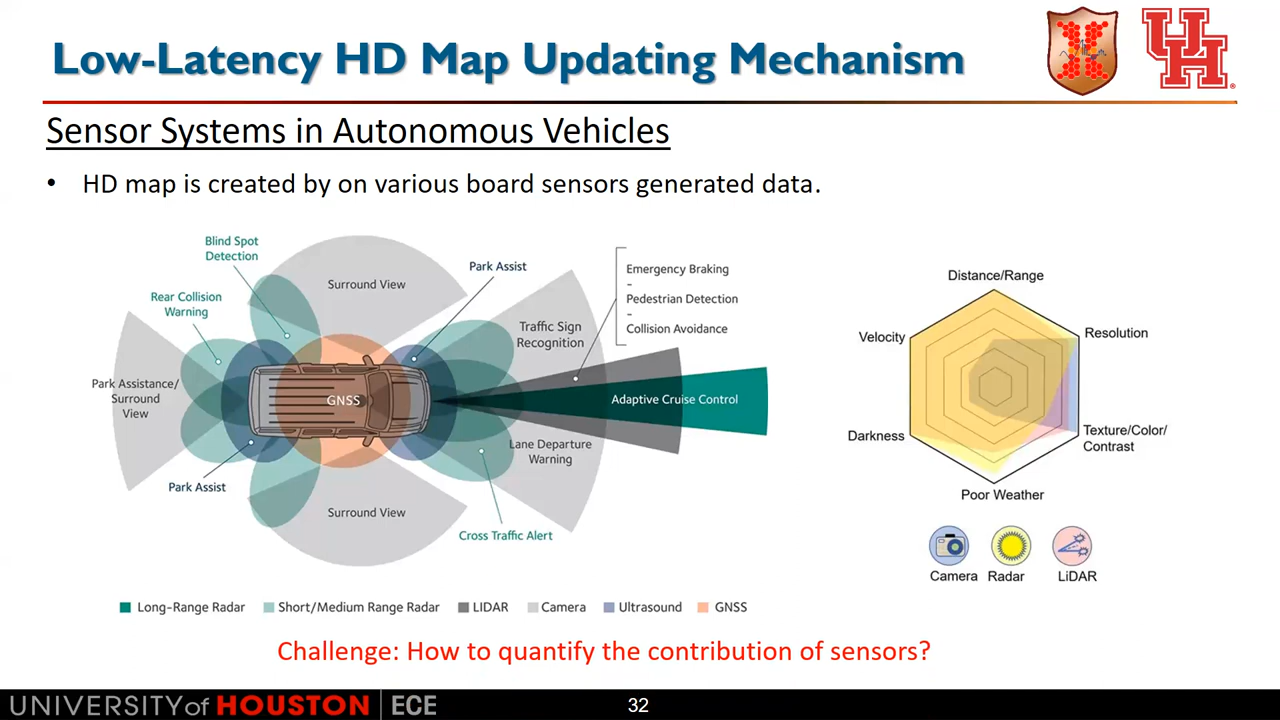 Low-Latency HD Map Updating Mechanism
Sensor Systems in Autonomous Vehicles
• HD map is created by on various board sensors generated data.
Blind Spot
Detection
Surround View
Park Assist
Emergency Braking
-
Pedestrian Detection
-
Collision Avoidance
Rear Collision
Warning
Traffic Sign
Recognition
Park Assistance/
Surround
View
GNSS
Adaptive Cruise Control
Lane Departure
Warning
Park Assist
Surround View
Cross Traffic Alert
Long-Range Radar
Short/Medium Range Radar
LIDAR
Camera
Ultrasound
GNSS
Distance/Range
Velocity
Resolution
Darkness
Texture/Color/
Contrast
Poor Weather
Camera
Radar
LiDAR
Challenge: How to quantify the contribution of sensors?
UNIVERSITY of HOUSTON | ECE
32